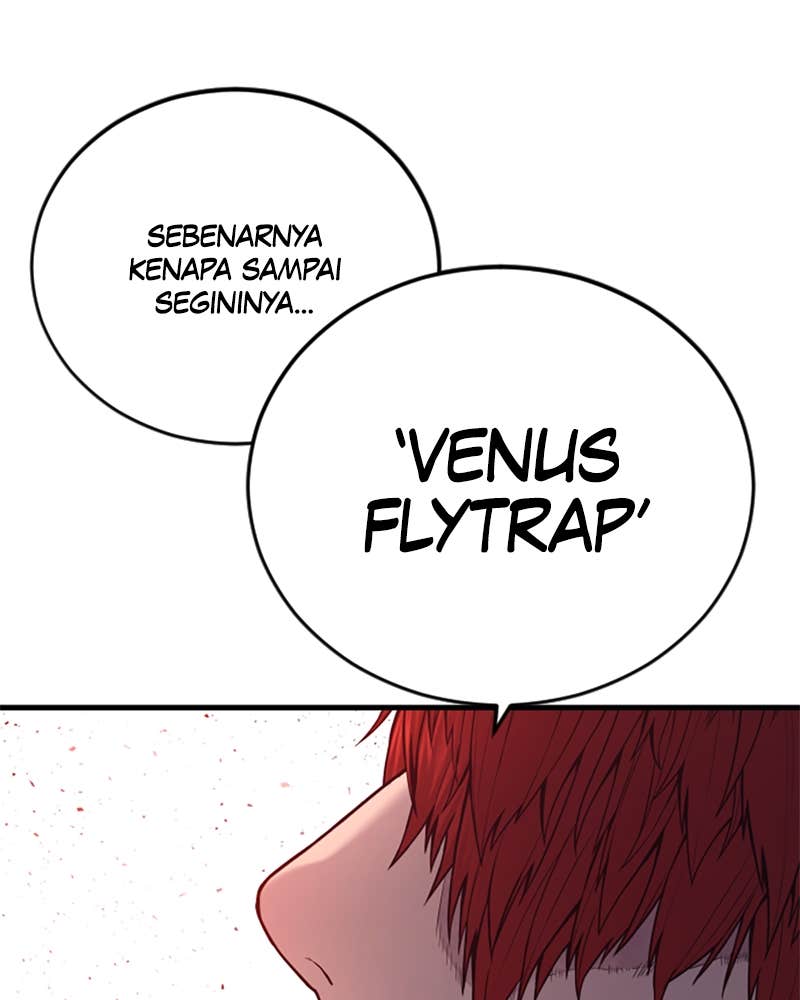 SEBENARNYA
KENAPA SAMPAI
SEGININYA...
'VENUS
FLYTRAP'